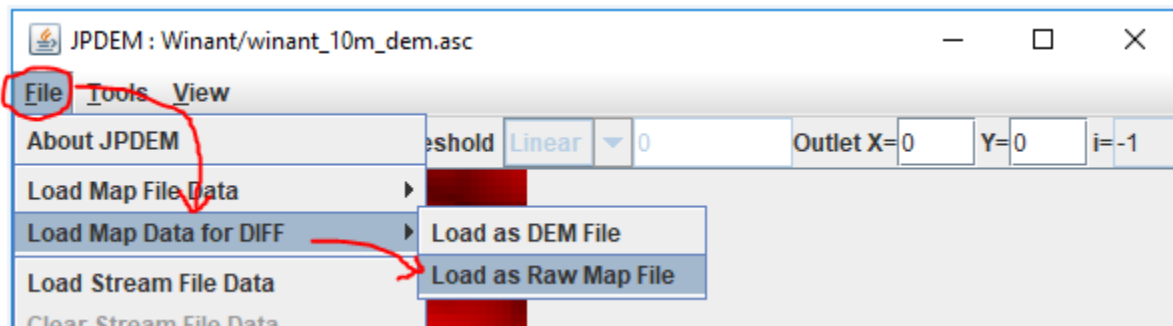 JPDEM : Winant/winant_10m_dem.asc
File Tools View
About JPDEM
eshold Linear 0 Outlet X= 0 Y= 0 i= -1
Load Map File Data
Load Map Data for DIFF
Load as DEM File
Load as Raw Map File
Load Stream File Data
Clear Stream File Data